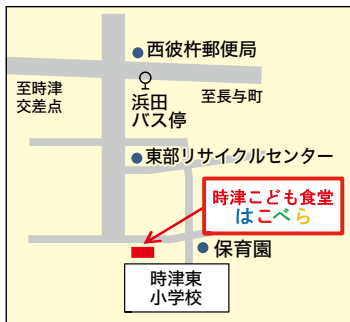 西彼杵郵便局
至時津
交差点
浜田
バス停
至長与町
東部リサイクルセンター
時津こども食堂
はこべら
保育園
時津東
小学校